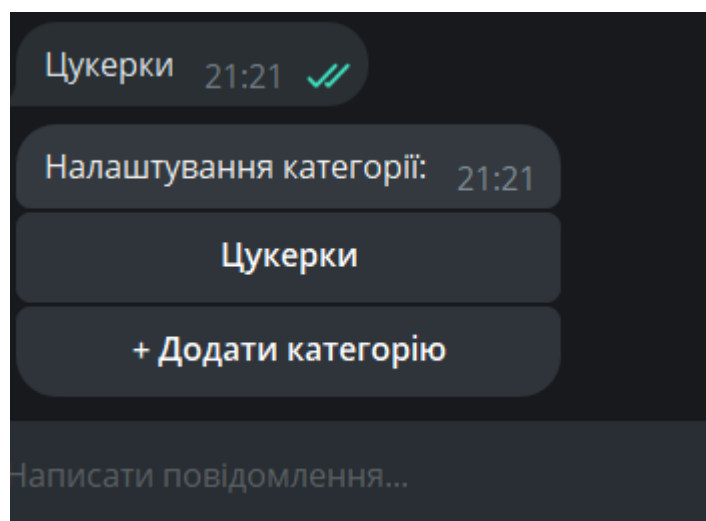 Цукерки 21:21
Налаштування категорії: 21:21
Цукерки
+ Додати категорію
Написати повідомлення...